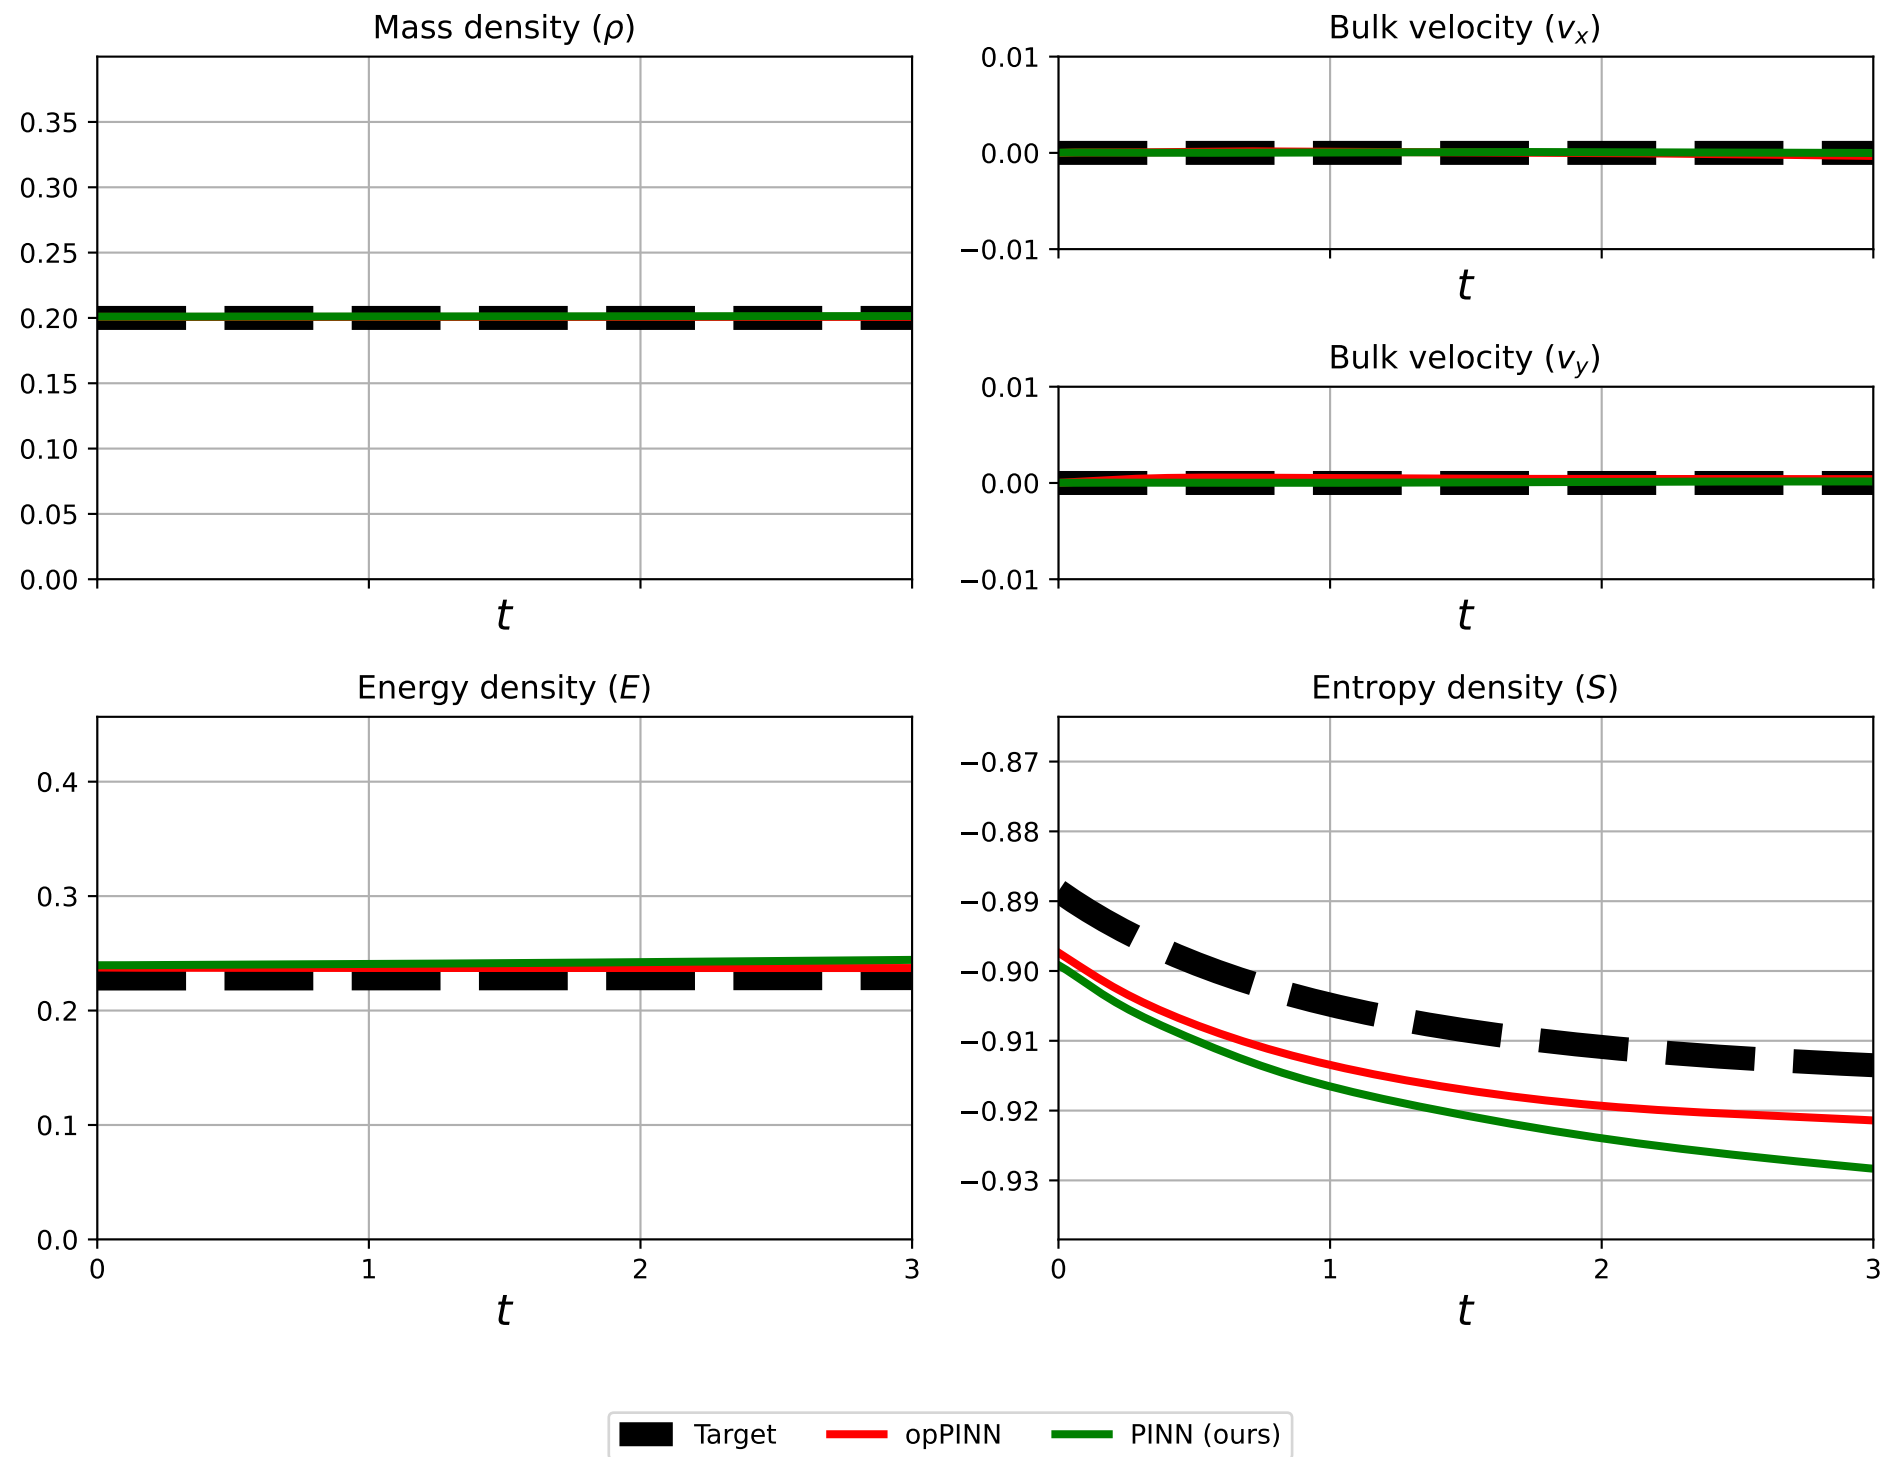 Mass density (ρ)
0.35
0.30
0.25
0.20
0.15
0.10
0.05
0.00
t
Bulk velocity (vₓ)
0.01
0.00
−0.01
t
Bulk velocity (v_y)
0.01
0.00
−0.01
t
Energy density (E)
0.4
0.3
0.2
0.1
0.0
0 1 2 3
t
Entropy density (S)
−0.87
−0.88
−0.89
−0.90
−0.91
−0.92
−0.93
0 1 2 3
t
Target opPINN PINN (ours)